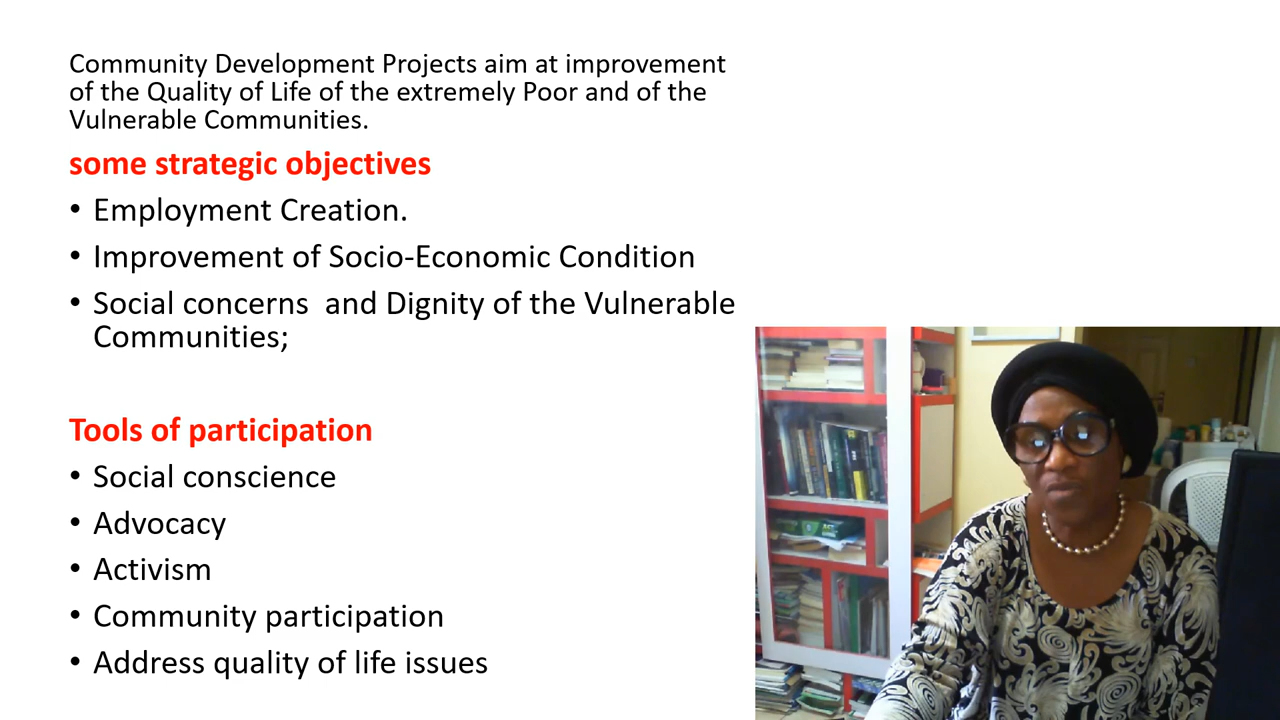 Community Development Projects aim at improvement
of the Quality of Life of the extremely Poor and of the
Vulnerable Communities.
some strategic objectives
• Employment Creation.
• Improvement of Socio-Economic Condition
• Social concerns  and Dignity of the Vulnerable
Communities;
Tools of participation
• Social conscience
• Advocacy
• Activism
• Community participation
• Address quality of life issues